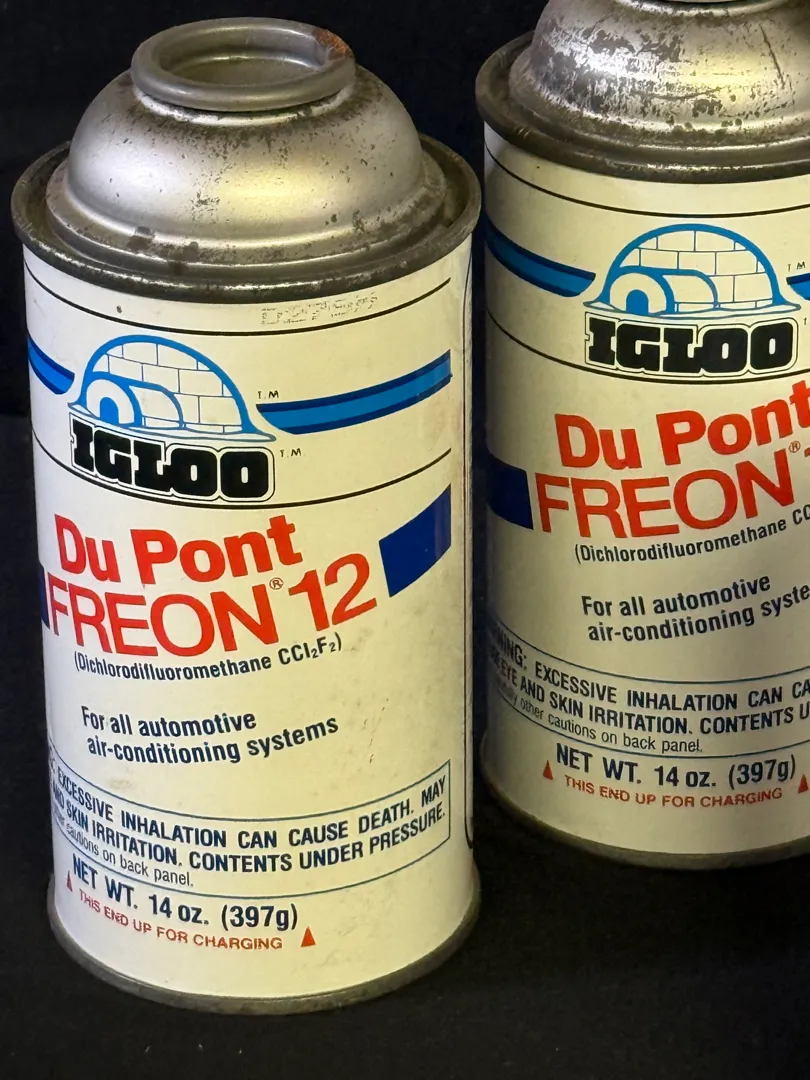 T.M.
IGLOO
T.M.
Du Pont
FREON® 12
(Dichlorodifluoromethane CCl₂F₂)
For all automotive
air-conditioning systems
EXCESSIVE INHALATION CAN CAUSE DEATH. MAY
AND SKIN IRRITATION. CONTENTS UNDER PRESSURE.
cautions on back panel.
NET WT. 14 oz. (397g)
THIS END UP FOR CHARGING
T.M.
IGLOO
Du Pont
FREON®
(Dichlorodifluoromethane
For all automotive
air-conditioning
EXCESSIVE INHALATION CAN
EYE AND SKIN IRRITATION. CONTENTS
other cautions on back panel.
NET WT. 14 oz. (397g)
THIS END UP FOR CHARGING